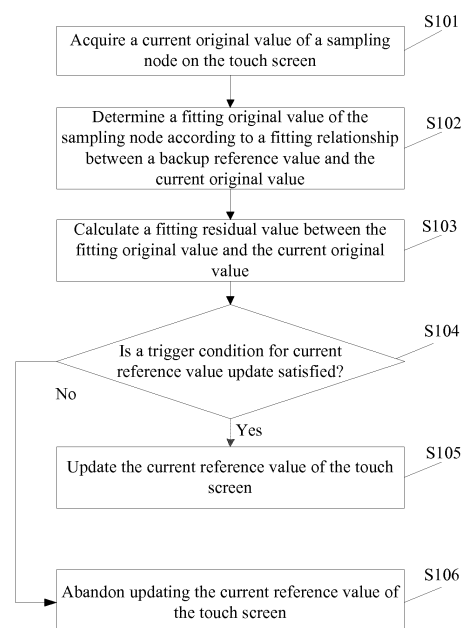 S101
Acquire a current original value of a sampling
node on the touch screen
S102
Determine a fitting original value of the
sampling node according to a fitting relationship
between a backup reference value and the
current original value
S103
Calculate a fitting residual value between the
fitting original value and the current original
value
S104
Is a trigger condition for current
reference value update satisfied?
No
Yes
S105
Update the current reference value of the touch
screen
S106
Abandon updating the current reference value of
the touch screen